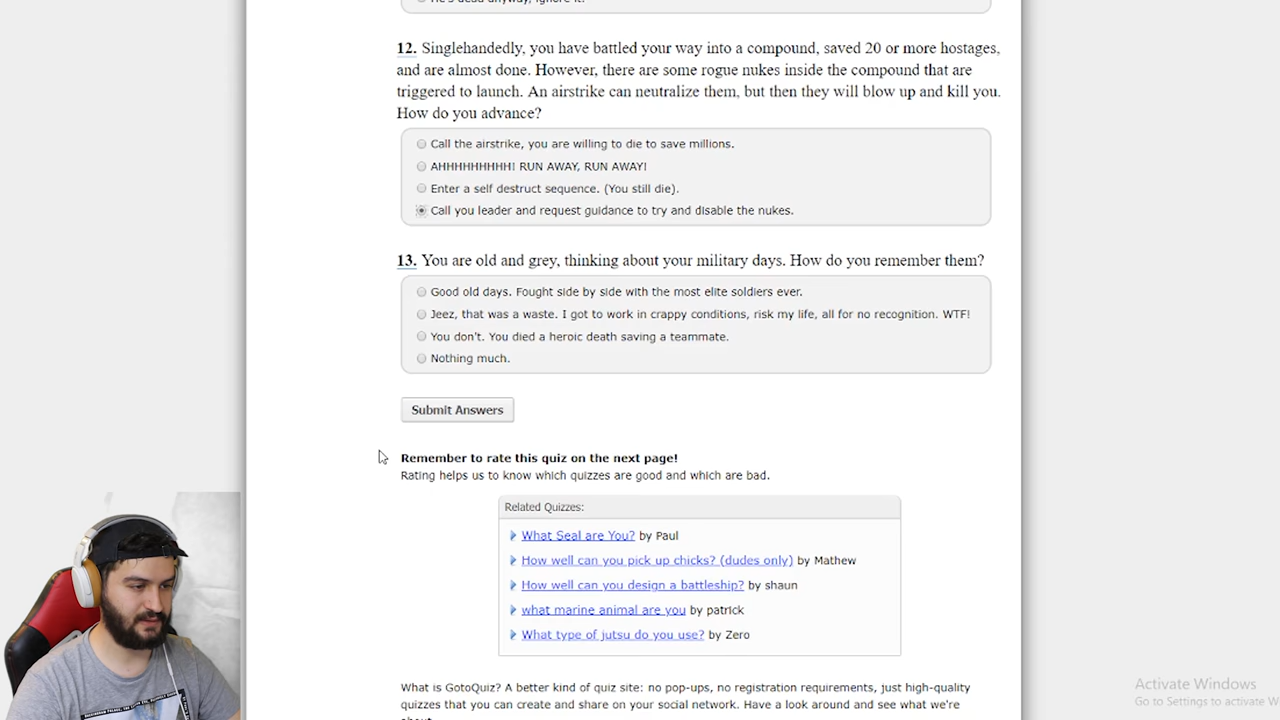 He's dead anyway, ignore it.
12. Singlehandedly, you have battled your way into a compound, saved 20 or more hostages,
and are almost done. However, there are some rogue nukes inside the compound that are
triggered to launch. An airstrike can neutralize them, but then they will blow up and kill you.
How do you advance?
Call the airstrike, you are willing to die to save millions.
AHHHHHHHHH! RUN AWAY, RUN AWAY!
Enter a self destruct sequence. (You still die).
Call you leader and request guidance to try and disable the nukes.
13. You are old and grey, thinking about your military days. How do you remember them?
Good old days. Fought side by side with the most elite soldiers ever.
Jeez, that was a waste. I got to work in crappy conditions, risk my life, all for no recognition. WTF!
You don't. You died a heroic death saving a teammate.
Nothing much.
Submit Answers
Remember to rate this quiz on the next page!
Rating helps us to know which quizzes are good and which are bad.
Related Quizzes:
What Seal are You? by Paul
How well can you pick up chicks? (dudes only) by Mathew
How well can you design a battleship? by shaun
what marine animal are you by patrick
What type of jutsu do you use? by Zero
What is GotoQuiz? A better kind of quiz site: no pop-ups, no registration requirements, just high-quality
quizzes that you can create and share on your social network. Have a look around and see what we're
about.
Activate Windows
Go to Settings to activate W